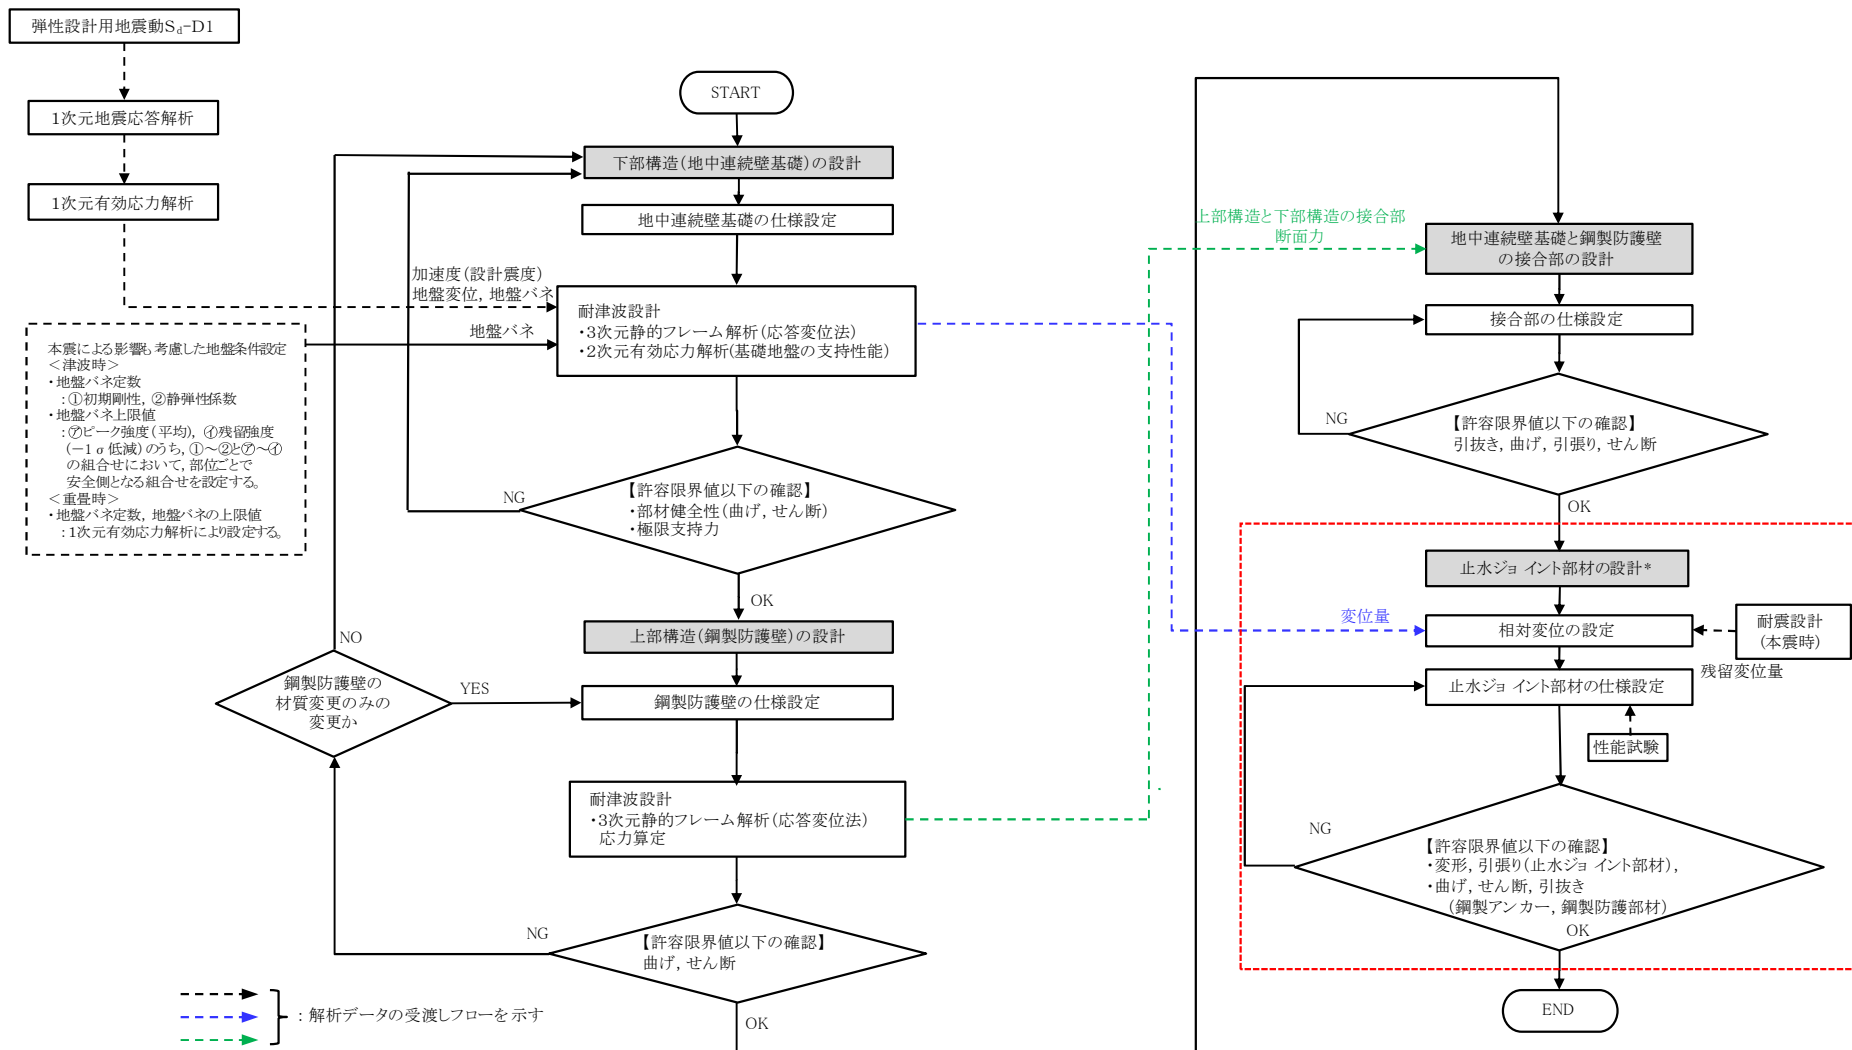 弾性設計用地震動Sd-D1
1次元地震応答解析
1次元有効応力解析
加速度(設計震度)
地盤変位, 地盤バネ
地盤バネ
本震による影響も考慮した地盤条件設定
＜津波時＞
・地盤バネ定数
：①初期剛性, ②静弾性係数
・地盤バネ上限値
：㋐ピーク強度(平均), ㋑残留強度
(－1σ低減)のうち, ①～②と㋐～㋑
の組合せにおいて, 部位ごとで
安全側となる組合せを設定する。
＜重畳時＞
・地盤バネ定数, 地盤バネの上限値
：1次元有効応力解析により設定する。
START
下部構造(地中連続壁基礎)の設計
地中連続壁基礎の仕様設定
耐津波設計
・3次元静的フレーム解析(応答変位法)
・2次元有効応力解析(基礎地盤の支持性能)
NG
【許容限界値以下の確認】
・部材健全性(曲げ, せん断)
・極限支持力
OK
上部構造(鋼製防護壁)の設計
NO
鋼製防護壁の
材質変更のみの
変更か
YES
鋼製防護壁の仕様設定
耐津波設計
・3次元静的フレーム解析(応答変位法)
応力算定
NG
【許容限界値以下の確認】
曲げ, せん断
OK
：解析データの受渡しフローを示す
上部構造と下部構造の接合部
断面力
地中連続壁基礎と鋼製防護壁
の接合部の設計
接合部の仕様設定
NG
【許容限界値以下の確認】
引抜き, 曲げ, 引張り, せん断
OK
止水ジョイント部材の設計*
変位量
相対変位の設定
耐震設計
(本震時)
残留変位量
止水ジョイント部材の仕様設定
性能試験
NG
【許容限界値以下の確認】
・変形, 引張り(止水ジョイント部材),
・曲げ, せん断, 引抜き
(鋼製アンカー, 鋼製防護部材)
OK
END